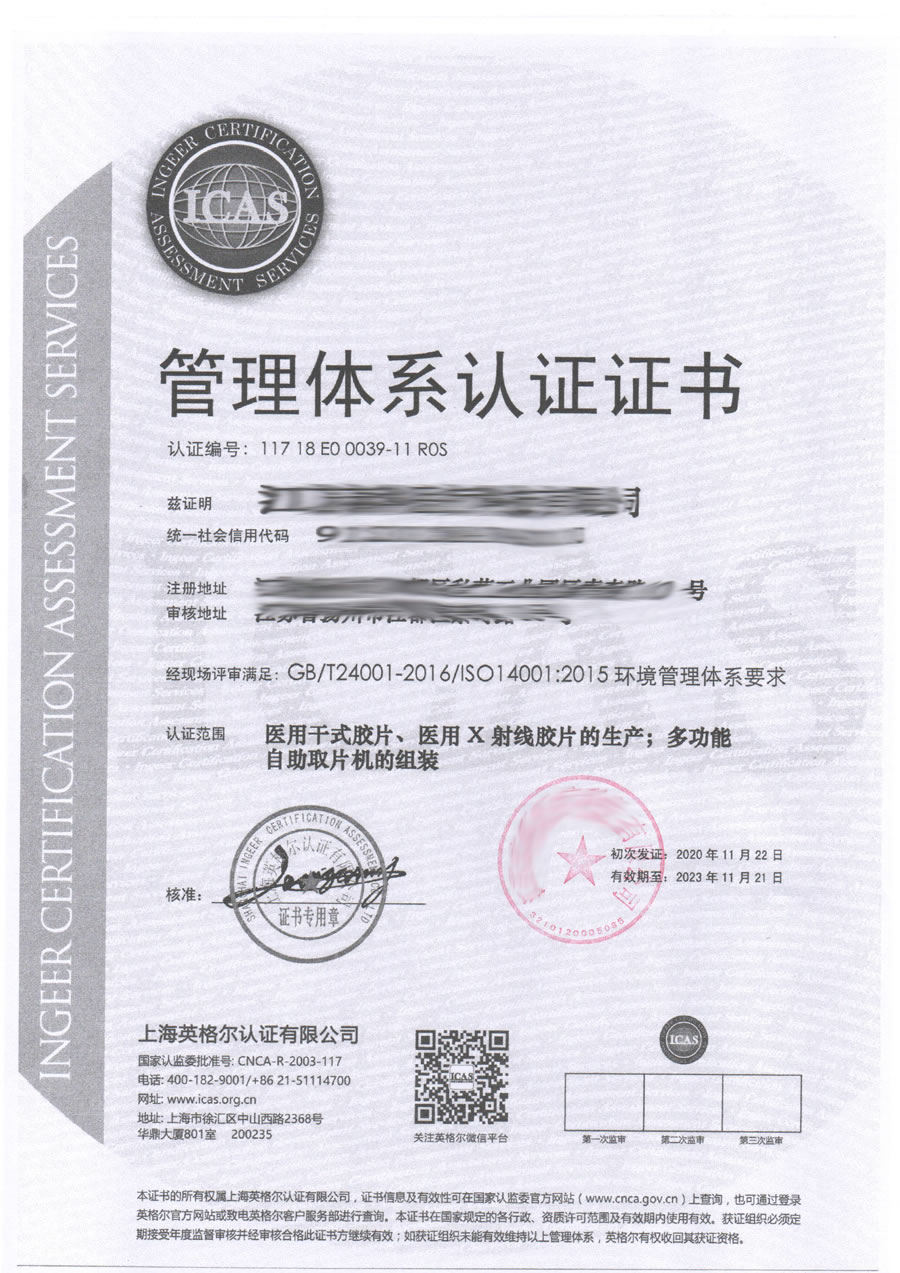 INGEER CERTIFICATION ASSESSMENT SERVICES
INGEER CERTIFICATION
ICAS
ASSESSMENT SERVICES
管理体系认证证书
认证编号：117 18 E0 0039-11 R0S
兹证明
统一社会信用代码 9
注册地址 号
审核地址
经现场评审满足：GB/T24001-2016/ISO14001:2015 环境管理体系要求
认证范围 医用干式胶片、医用 X 射线胶片的生产；多功能
自助取片机的组装
初次发证：2020 年 11 月 22 日
有效期至：2023 年 11 月 21 日
核准：
SHANGHAI INGEER CERTIFICATION ASSESSMENT CO LTD
证书专用章
3210120005085
上海英格尔认证有限公司
国家认监委批准号: CNCA-R-2003-117
电话: 400-182-9001/+86 21-51114700
网址: www.icas.org.cn
地址: 上海市徐汇区中山西路2368号
华鼎大厦801室 200235
ICAS
关注英格尔微信平台
ICAS
第一次监审 第二次监审 第三次监审
本证书的所有权属上海英格尔认证有限公司，证书信息及有效性可在国家认监委官方网站（www.cnca.gov.cn）上查询，也可通过登录
英格尔官方网站或致电英格尔客户服务部进行查询。本证书在国家规定的各行政、资质许可范围及有效期内使用有效。获证组织必须定
期接受年度监督审核并经审核合格此证书方继续有效；如获证组织未能有效维持以上管理体系，英格尔有权收回其获证资格。